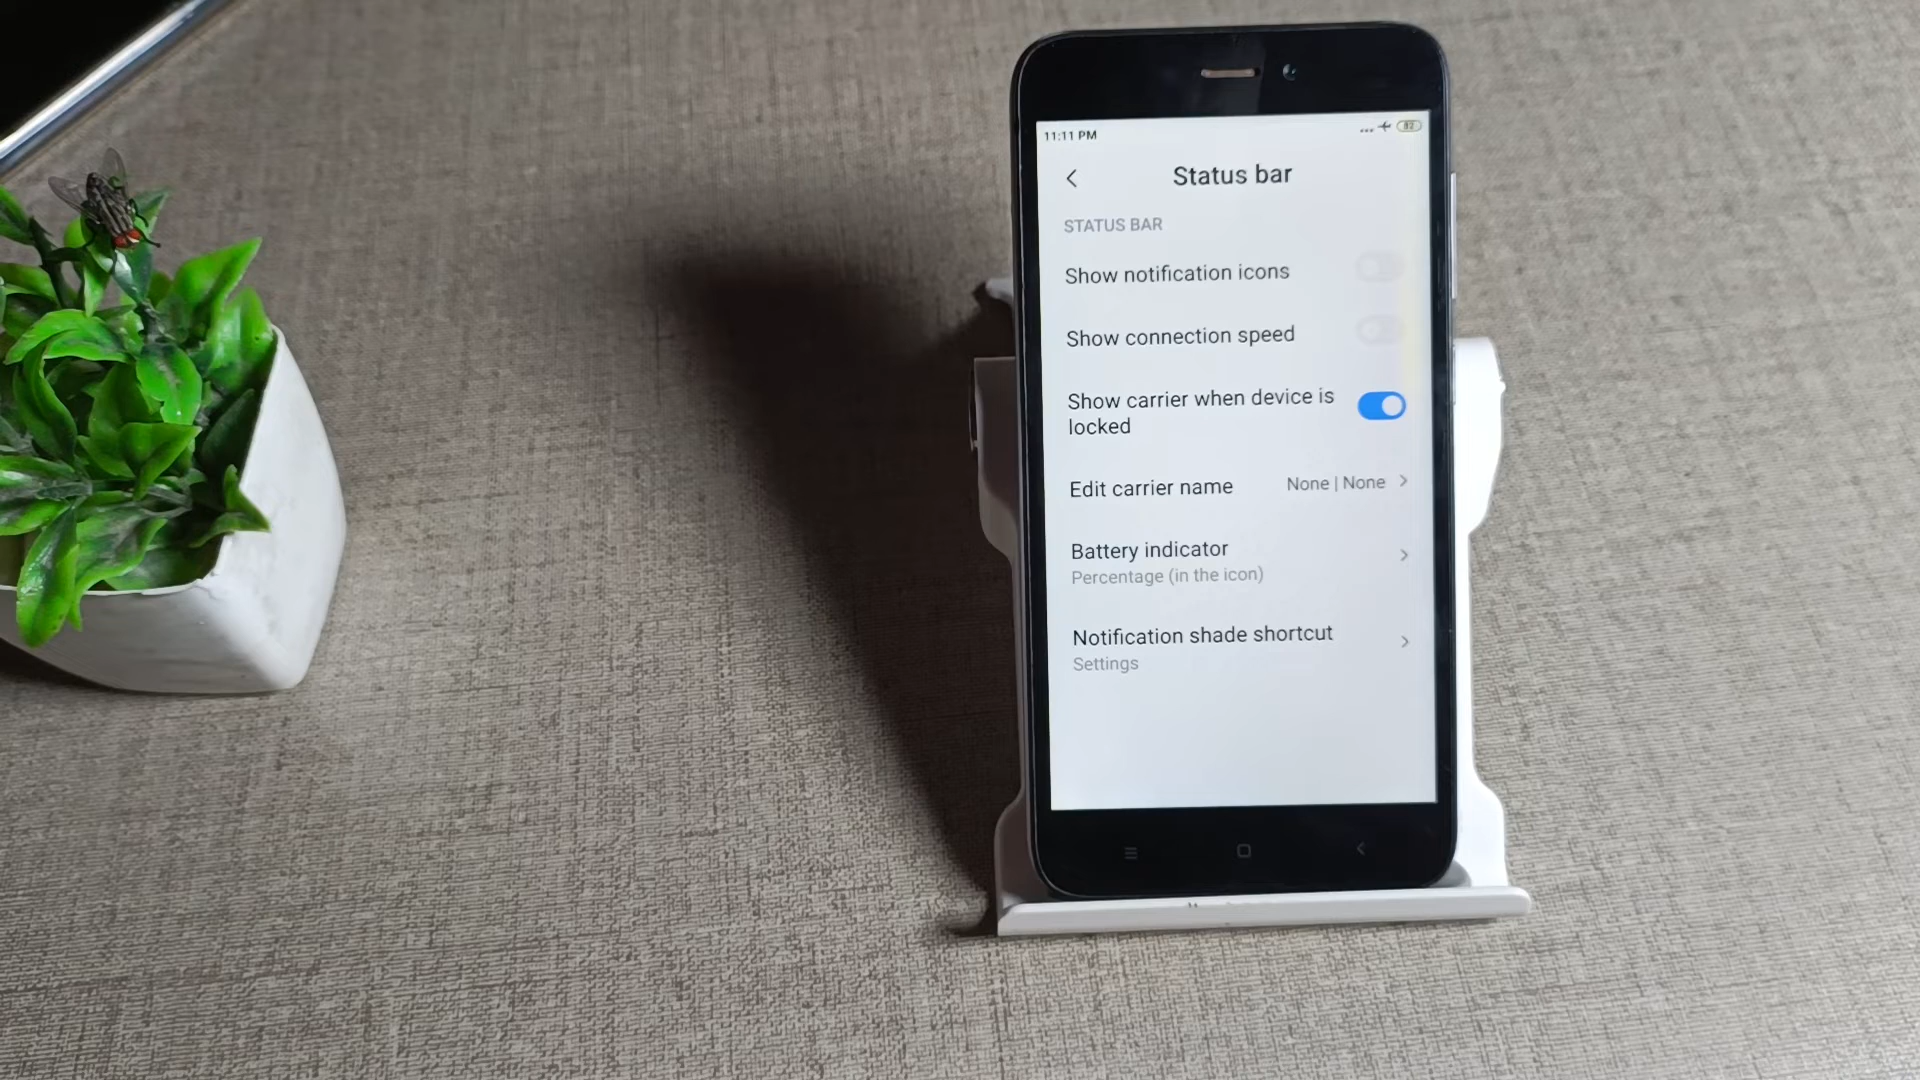 11:11 PM
82
Status bar
STATUS BAR
Show notification icons
Show connection speed
Show carrier when device is
locked
Edit carrier name None | None
Battery indicator
Percentage (in the icon)
Notification shade shortcut
Settings